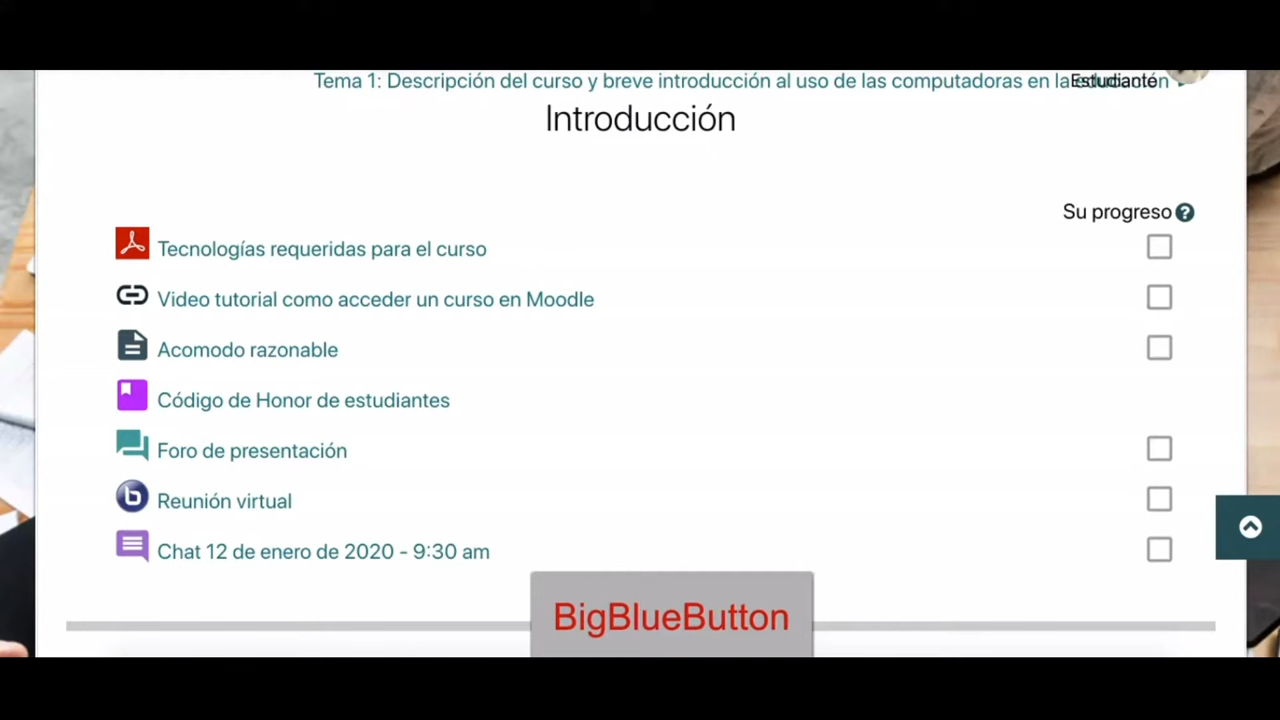 Tema 1: Descripción del curso y breve introducción al uso de las computadoras en la educación
Estudiante
Introducción
Su progreso
Tecnologías requeridas para el curso
Video tutorial como acceder un curso en Moodle
Acomodo razonable
Código de Honor de estudiantes
Foro de presentación
Reunión virtual
Chat 12 de enero de 2020 - 9:30 am
BigBlueButton